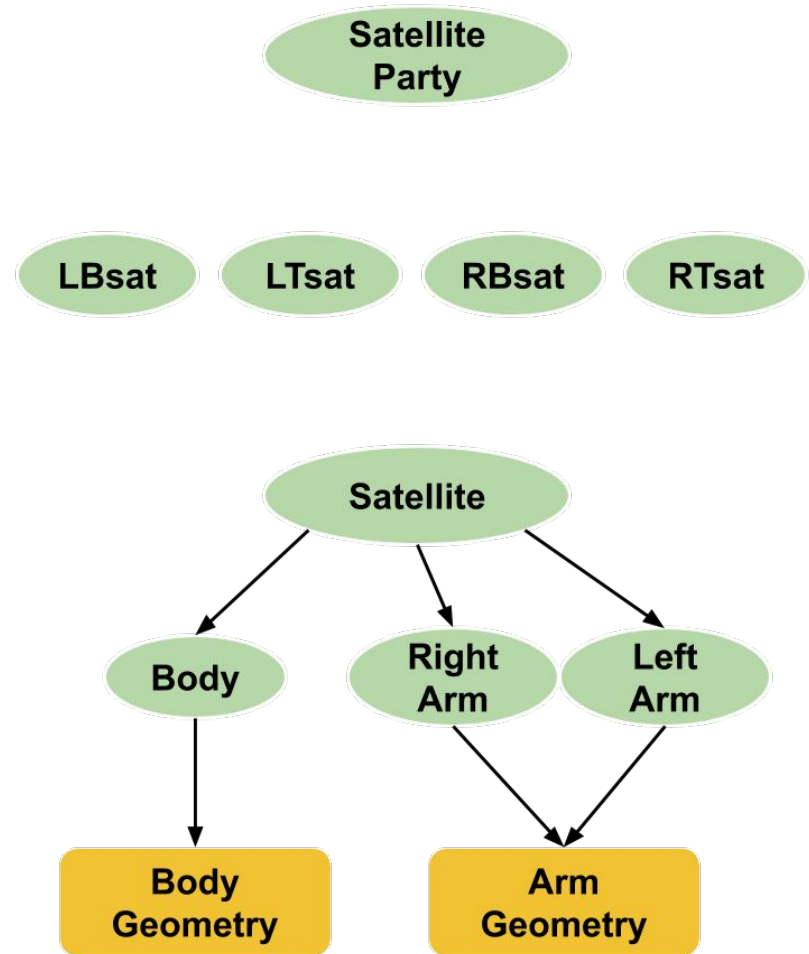 Satellite
Party
LBsat
LTsat
RBsat
RTsat
Satellite
Body
Right
Arm
Left
Arm
Body
Geometry
Arm
Geometry